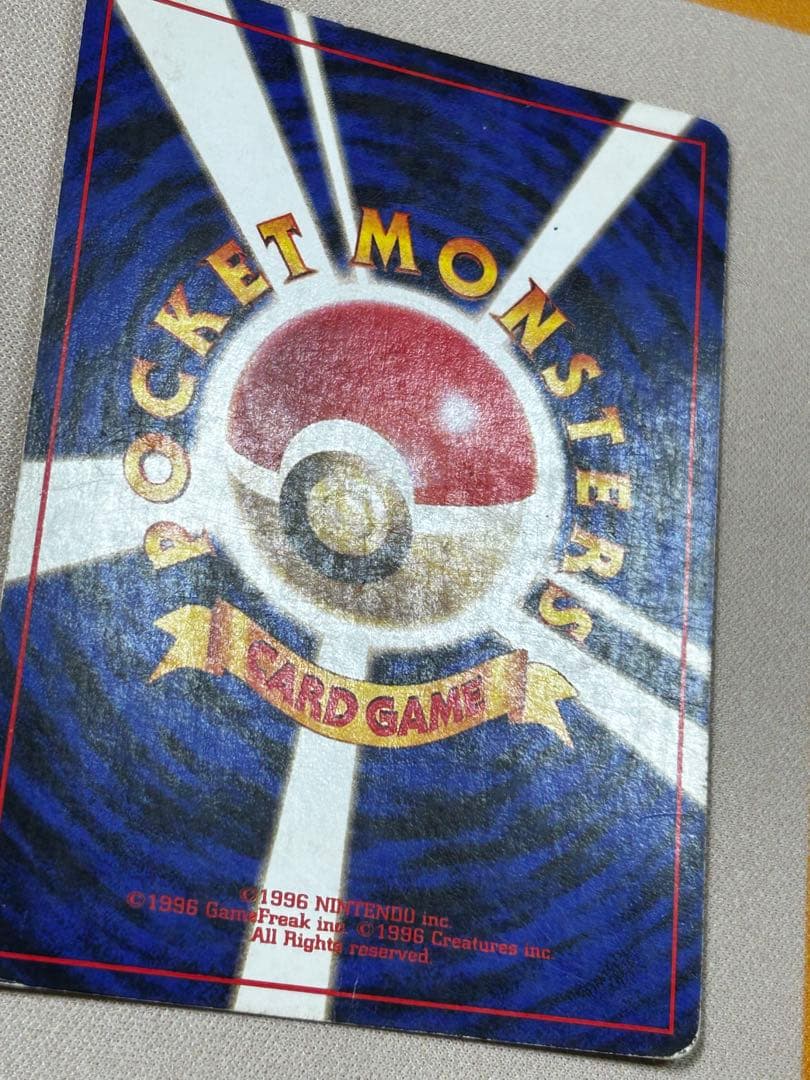 POCKET MONSTERS
CARD GAME
©1996 NINTENDO inc.
©1996 GameFreak inc. ©1996 Creatures inc.
All Rights reserved.